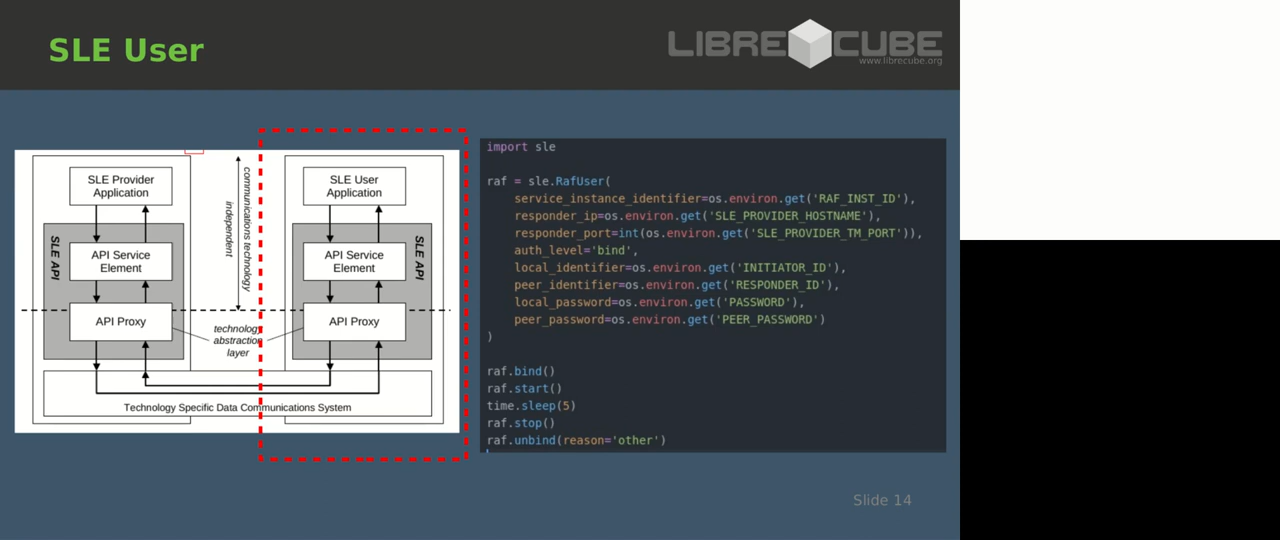 SLE User
LIBRE CUBE
www.librecube.org
SLE Provider
Application
SLE API
API Service
Element
API Proxy
communications technology
independent
technology
abstraction
layer
SLE User
Application
SLE API
API Service
Element
API Proxy
Technology Specific Data Communications System
import sle
raf = sle.RafUser(
    service_instance_identifier=os.environ.get('RAF_INST_ID'),
    responder_ip=os.environ.get('SLE_PROVIDER_HOSTNAME'),
    responder_port=int(os.environ.get('SLE_PROVIDER_TM_PORT')),
    auth_level='bind',
    local_identifier=os.environ.get('INITIATOR_ID'),
    peer_identifier=os.environ.get('RESPONDER_ID'),
    local_password=os.environ.get('PASSWORD'),
    peer_password=os.environ.get('PEER_PASSWORD')
)
raf.bind()
raf.start()
time.sleep(5)
raf.stop()
raf.unbind(reason='other')
Slide 14